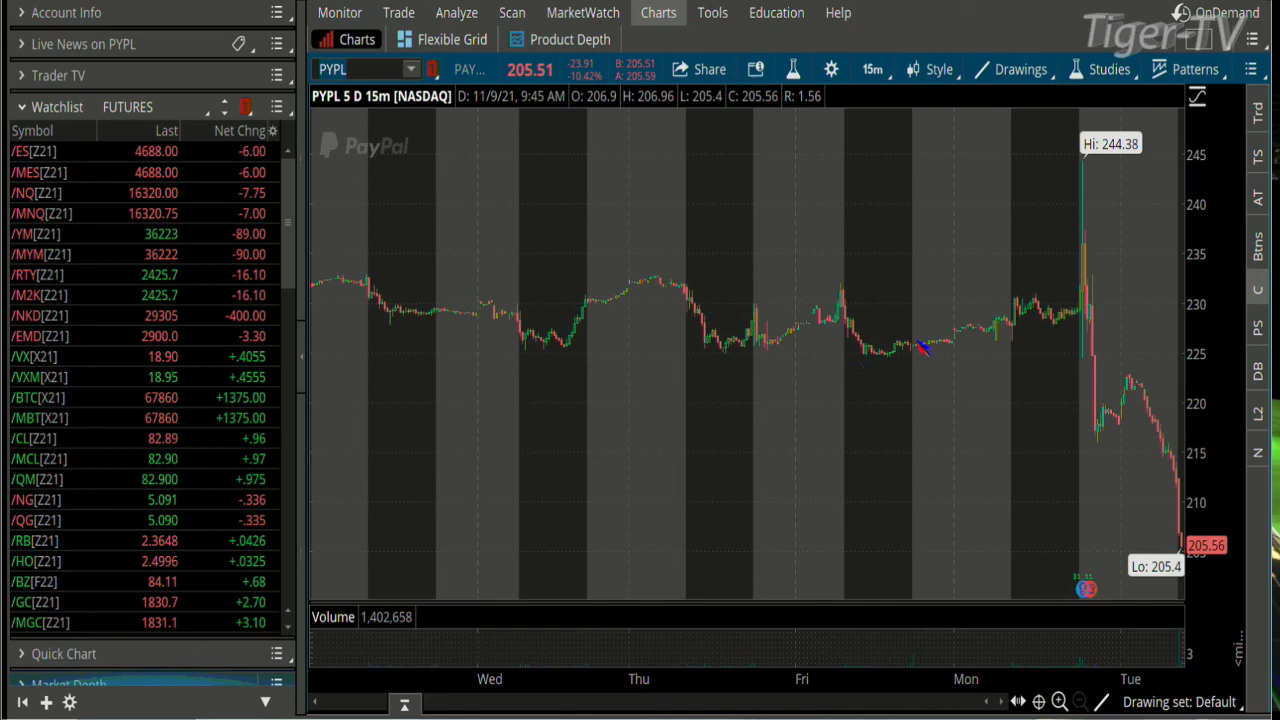 Account Info
Live News on PYPL
Trader TV
Watchlist FUTURES
Symbol Last Net Chng
/ES[Z21] 4688.00 -6.00
/MES[Z21] 4688.00 -6.00
/NQ[Z21] 16320.00 -7.75
/MNQ[Z21] 16320.75 -7.00
/YM[Z21] 36223 -89.00
/MYM[Z21] 36222 -90.00
/RTY[Z21] 2425.7 -16.10
/M2K[Z21] 2425.7 -16.10
/NKD[Z21] 29305 -400.00
/EMD[Z21] 2900.0 -3.30
/VX[X21] 18.90 +.4055
/VXM[X21] 18.95 +.4555
/BTC[X21] 67860 +1375.00
/MBT[X21] 67860 +1375.00
/CL[Z21] 82.89 +.96
/MCL[Z21] 82.90 +.97
/QM[Z21] 82.900 +.975
/NG[Z21] 5.091 -.336
/QG[Z21] 5.090 -.335
/RB[Z21] 2.3648 +.0426
/HO[Z21] 2.4996 +.0325
/BZ[F22] 84.11 +.68
/GC[Z21] 1830.7 +2.70
/MGC[Z21] 1831.1 +3.10
Quick Chart
Market Depth
Monitor Trade Analyze Scan MarketWatch Charts Tools Education Help
OnDemand
Tiger-TV
Charts Flexible Grid Product Depth
PYPL PAY... 205.51 -23.91 -10.42% B: 205.51 A: 205.59 Share 15m Style Drawings Studies Patterns
PYPL 5 D 15m [NASDAQ] D: 11/9/21, 9:45 AM O: 206.9 H: 206.96 L: 205.4 C: 205.56 R: 1.56
PayPal
Hi: 244.38
245
240
235
230
225
220
215
210
205.56
Lo: 205.4
Volume 1,402,658
3
Wed Thu Fri Mon Tue
Drawing set: Default
Trd
TS
AT
Btns
C
PS
DB
L2
N